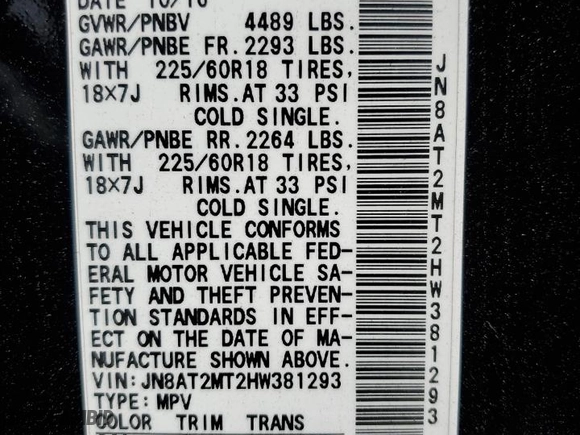 DATE 10/16
GVWR/PNBV 4489 LBS.
GAWR/PNBE FR. 2293 LBS.
WITH 225/60R18 TIRES,
18×7J RIMS. AT 33 PSI
COLD SINGLE.
GAWR/PNBE RR. 2264 LBS.
WITH 225/60R18 TIRES,
18×7J RIMS. AT 33 PSI
COLD SINGLE.
THIS VEHICLE CONFORMS
TO ALL APPLICABLE FED-
ERAL MOTOR VEHICLE SA-
FETY AND THEFT PREVEN-
TION STANDARDS IN EFF-
ECT ON THE DATE OF MA-
NUFACTURE SHOWN ABOVE.
VIN:JN8AT2MT2HW381293
TYPE: MPV
COLOR TRIM TRANS
JN8AT2MT2HW381293